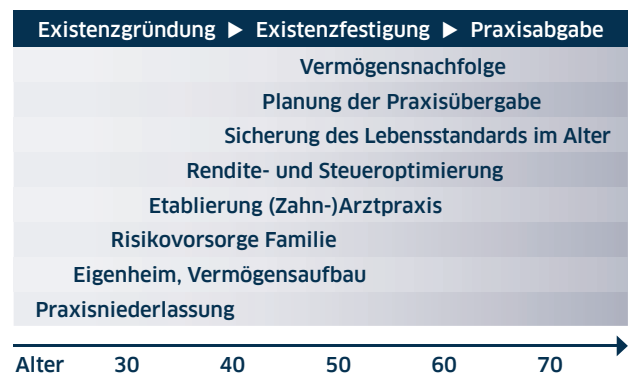 Existenzgründung ▶ Existenzfestigung ▶ Praxisabgabe
Vermögensnachfolge
Planung der Praxisübergabe
Sicherung des Lebensstandards im Alter
Rendite- und Steueroptimierung
Etablierung (Zahn-)Arztpraxis
Risikovorsorge Familie
Eigenheim, Vermögensaufbau
Praxisniederlassung
Alter 30 40 50 60 70